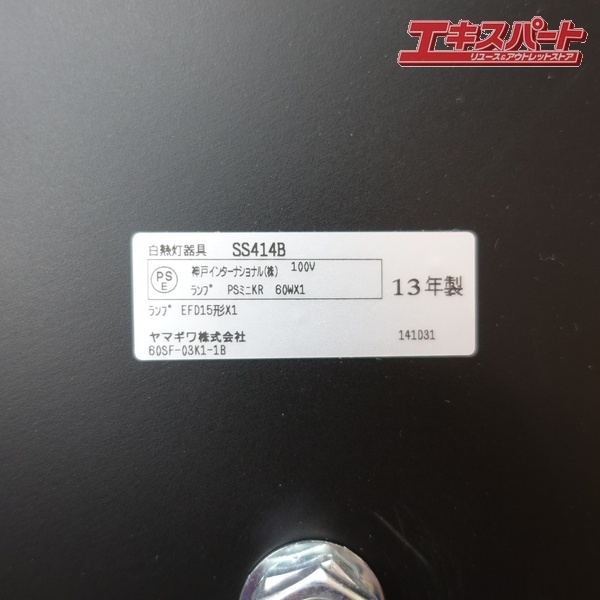 エキスパート
リユース&アウトレットストア
白熱灯器具 SS414B
PS
E
神戸インターナショナル(株) 100V
ランプ PSミニKR 60WX1
13年製
ランプ EFD15形X1
ヤマギワ株式会社
141031
60SF-03K1-1B